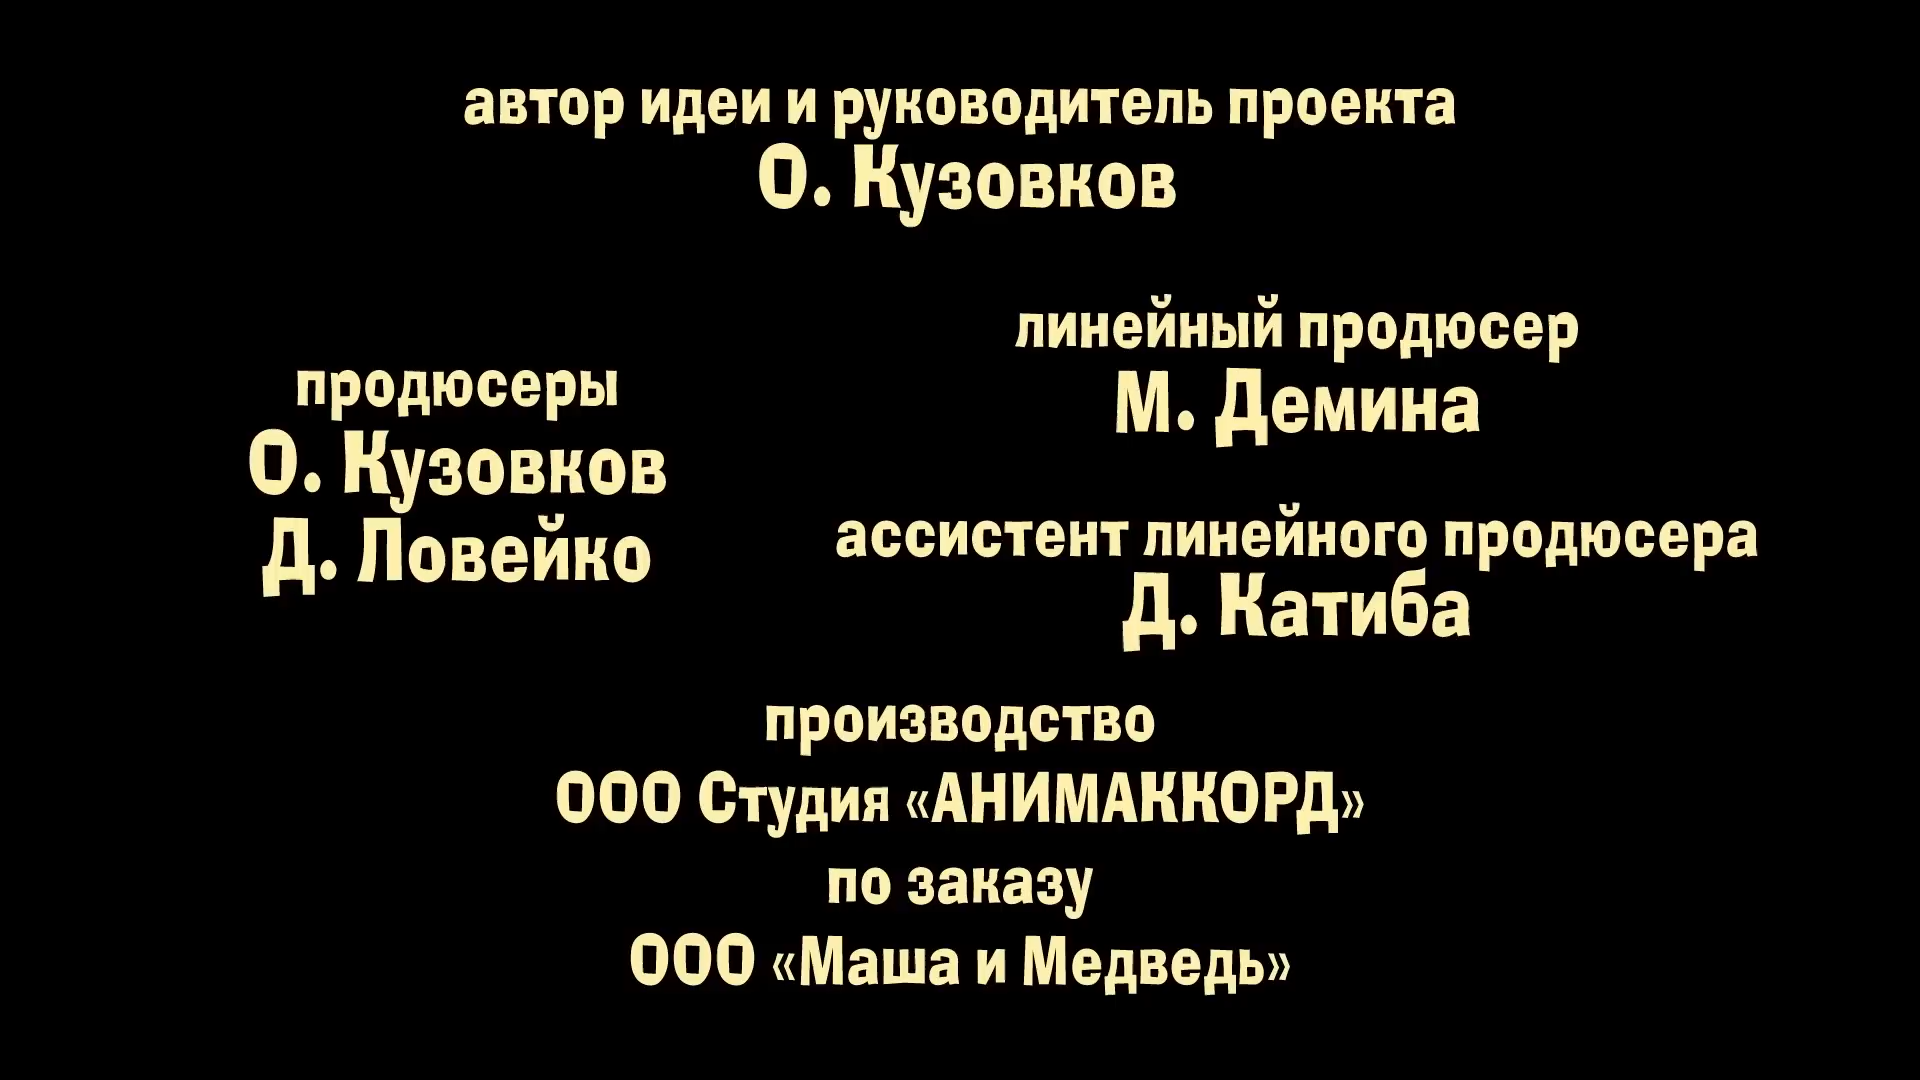 автор идеи и руководитель проекта
О. Кузовков
продюсеры
О. Кузовков
Д. Ловейко
линейный продюсер
М. Демина
ассистент линейного продюсера
Д. Катиба
производство
ООО Студия «АНИМАККОРД»
по заказу
ООО «Маша и Медведь»